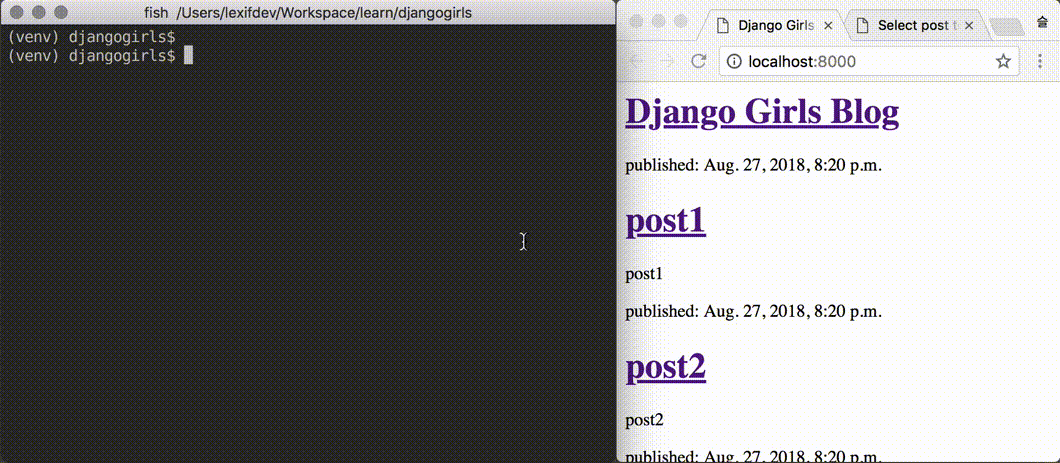 fish /Users/lexifdev/Workspace/learn/djangogirls
(venv) djangogirls$
(venv) djangogirls$
Django Girls
Select post t
localhost:8000
Django Girls Blog
published: Aug. 27, 2018, 8:20 p.m.
post1
post1
published: Aug. 27, 2018, 8:20 p.m.
post2
post2
published: Aug. 27, 2018, 8:20 p.m.